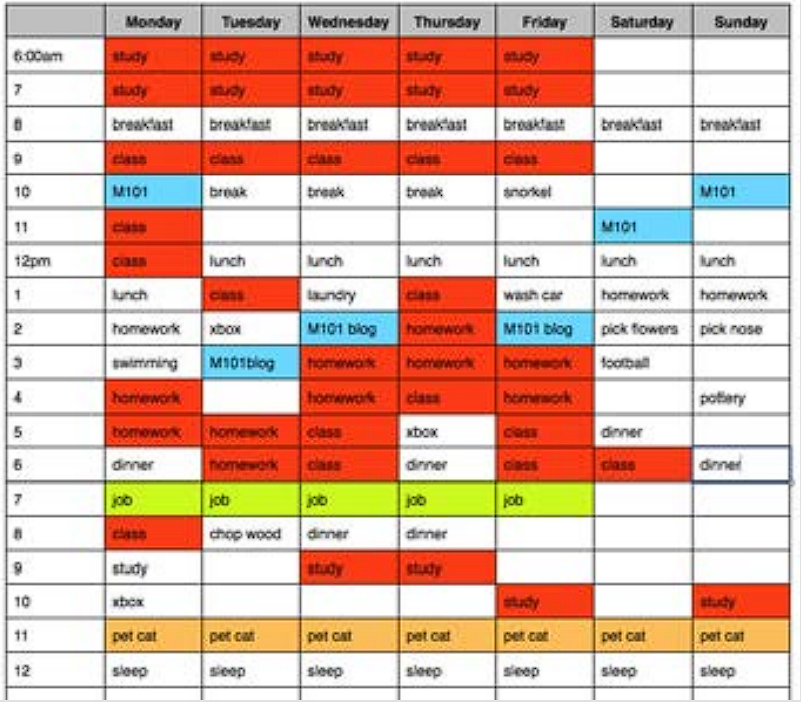 Monday Tuesday Wednesday Thursday Friday Saturday Sunday
6:00am study study study study study
7 study study study study study
8 breakfast breakfast breakfast breakfast breakfast breakfast breakfast
9 class class class class class
10 M101 break break break snorkel M101
11 class M101
12pm class lunch lunch lunch lunch lunch lunch
1 lunch class laundry class wash car homework homework
2 homework xbox M101 blog homework M101 blog pick flowers pick nose
3 swimming M101blog homework homework homework football
4 homework homework class homework pottery
5 homework homework class xbox class dinner
6 dinner homework class dinner class class dinner
7 job job job job job
8 class chop wood dinner dinner
9 study study study
10 xbox study study
11 pet cat pet cat pet cat pet cat pet cat pet cat pet cat
12 sleep sleep sleep sleep sleep sleep sleep